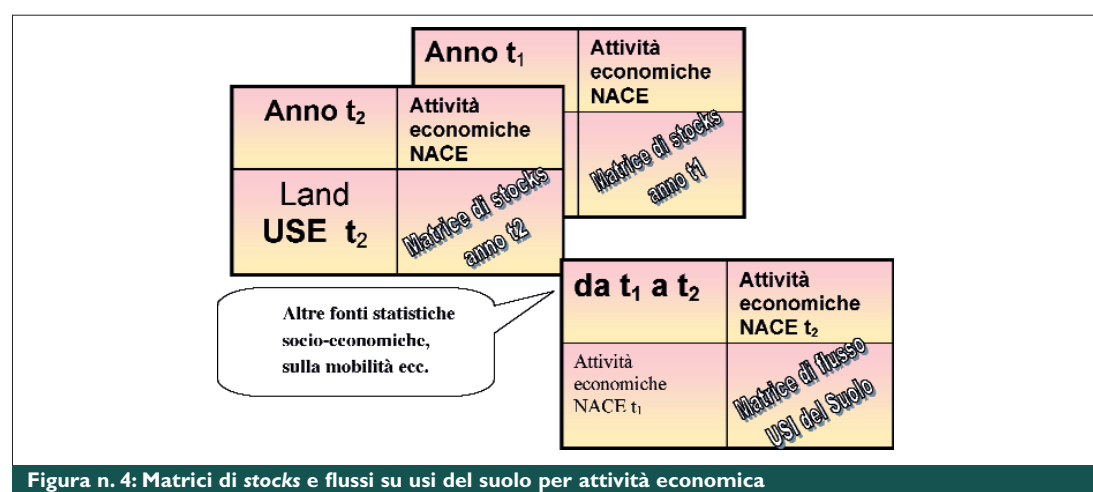 Anno t₁
Attività
economiche
NACE
Matrice di stocks
anno t1
Anno t₂
Attività
economiche
NACE
Land
USE t₂
Matrice di stocks
anno t2
Altre fonti statistiche
socio-economiche,
sulla mobilità ecc.
da t₁ a t₂
Attività
economiche
NACE t₂
Attività
economiche
NACE t₁
Matrice di flusso
USI del Suolo
Figura n. 4: Matrici di stocks e flussi su usi del suolo per attività economica